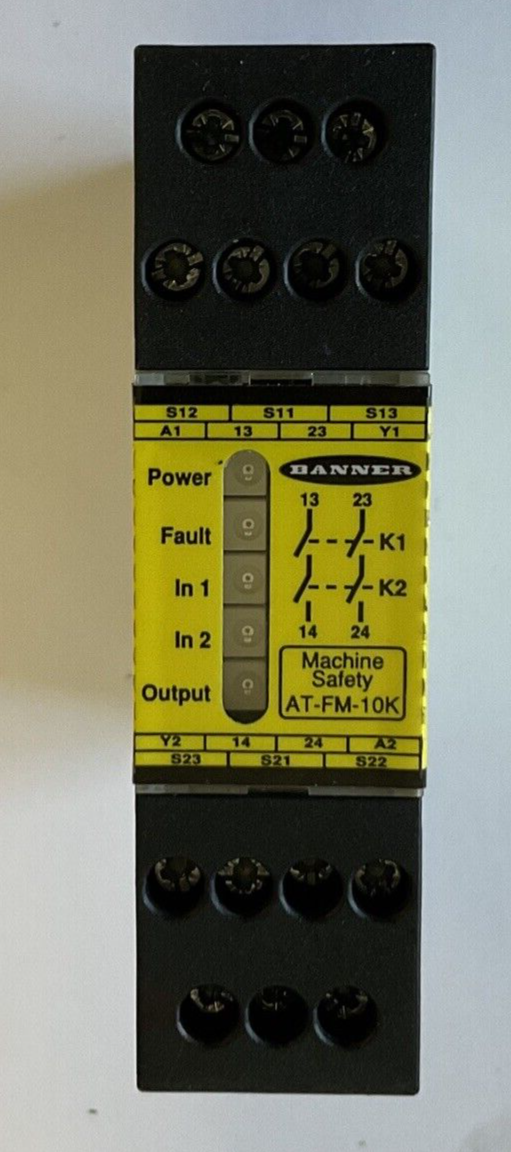 S12 S11 S13
A1 13 23 Y1
Power BANNER
13 23
Fault K1
In 1 K2
In 2 14 24
Machine
Safety
Output AT-FM-10K
Y2 14 24 A2
S23 S21 S22